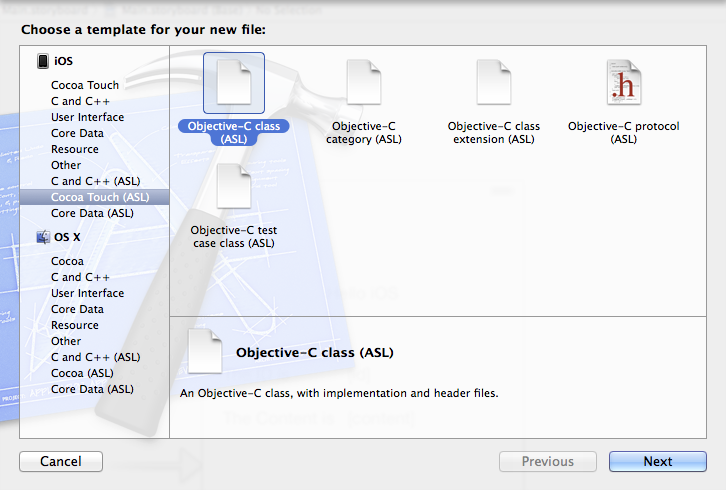 Choose a template for your new file:
iOS
Cocoa Touch
C and C++
User Interface
Core Data
Resource
Other
C and C++ (ASL)
Cocoa Touch (ASL)
Core Data (ASL)
OS X
Cocoa
C and C++
User Interface
Core Data
Resource
Other
C and C++ (ASL)
Cocoa (ASL)
Core Data (ASL)
Objective-C class
(ASL)
Objective-C
category (ASL)
Objective-C class
extension (ASL)
.h
Objective-C protocol
(ASL)
Objective-C test
case class (ASL)
Objective-C class (ASL)
An Objective-C class, with implementation and header files.
Cancel
Previous
Next